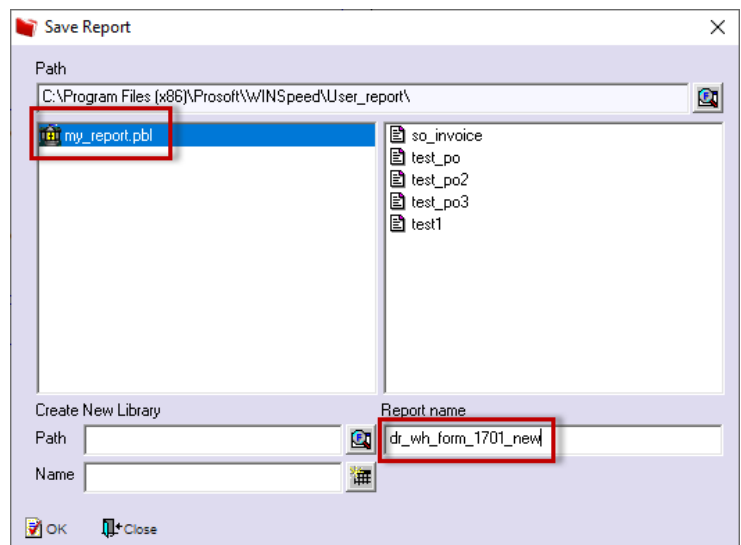 Save Report
Path
C:\Program Files (x86)\Prosoft\WINSpeed\User_report\
my_report.pbl
so_invoice
test_po
test_po2
test_po3
test1
Create New Library
Report name
Path
dr_wh_form_1701_new
Name
OK
Close